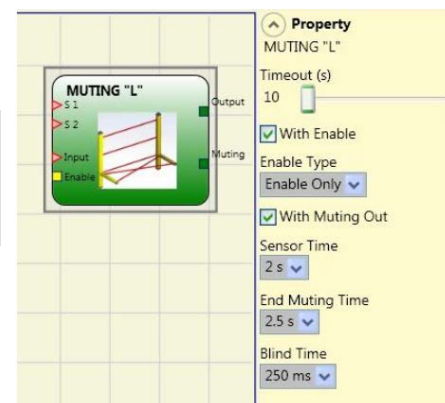 MUTING "L"
S 1
S 2
Input
Enable
Output
Muting
Property
MUTING "L"
Timeout (s)
10
With Enable
Enable Type
Enable Only
With Muting Out
Sensor Time
2 s
End Muting Time
2.5 s
Blind Time
250 ms